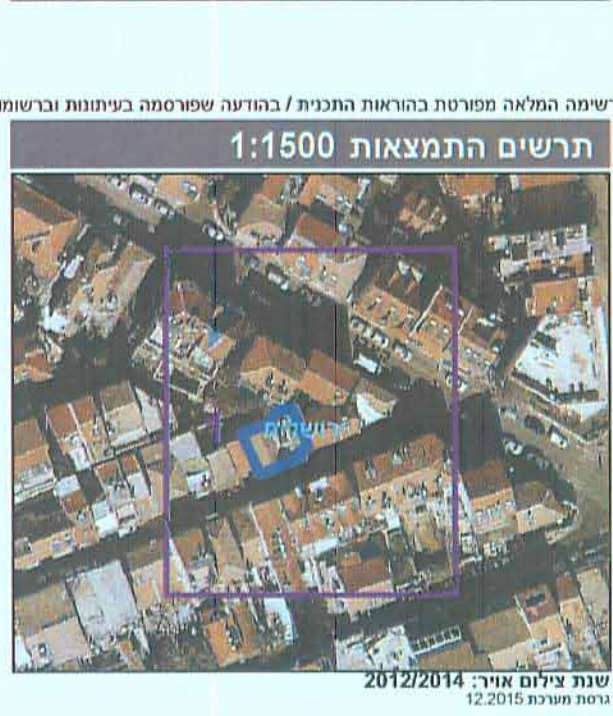 שימה המלאה מפורטת בהוראות התכנית / בהודעה שפורסמה בעיתונות וברשומו
תרשים התמצאות 1:1500
ירושלים
שנת צילום אויר: 2012/2014
גרסת מערכת 12.2015